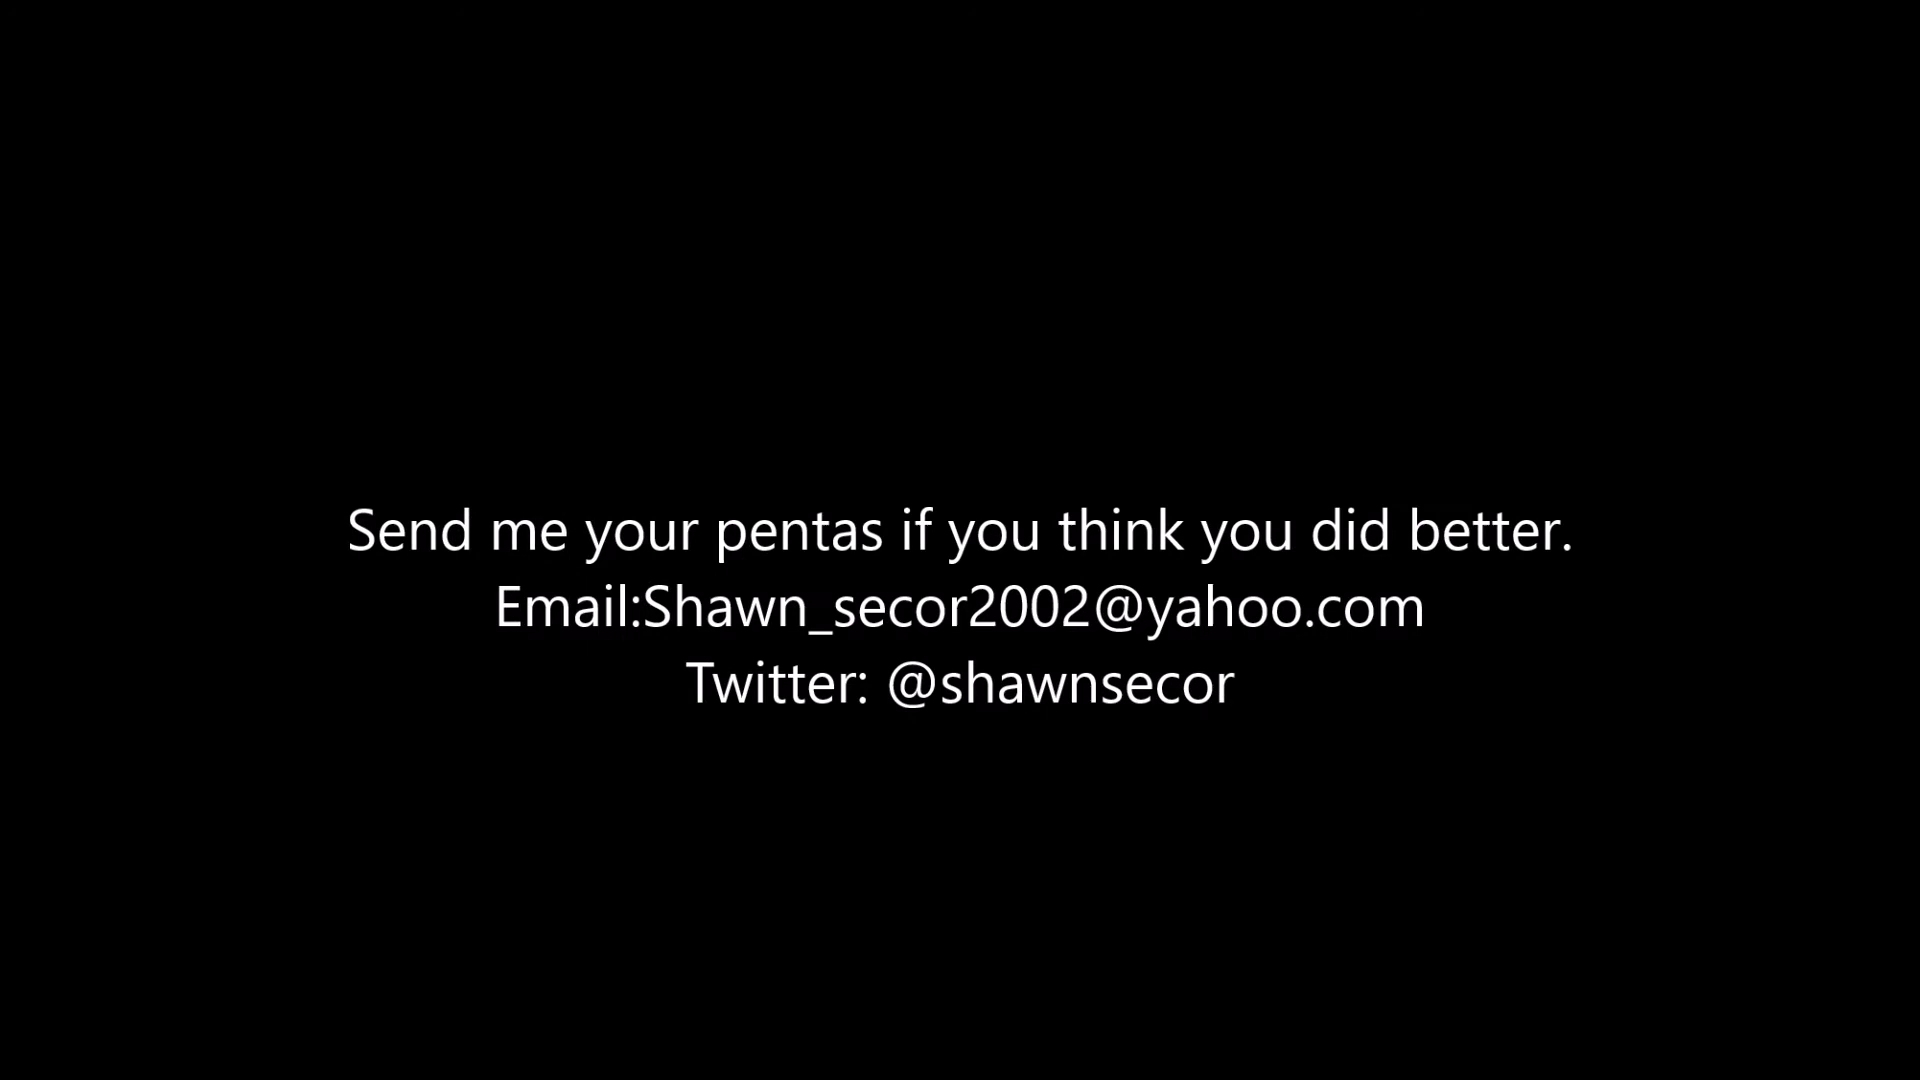 Send me your pentas if you think you did better.
Email:Shawn_secor2002@yahoo.com
Twitter: @shawnsecor